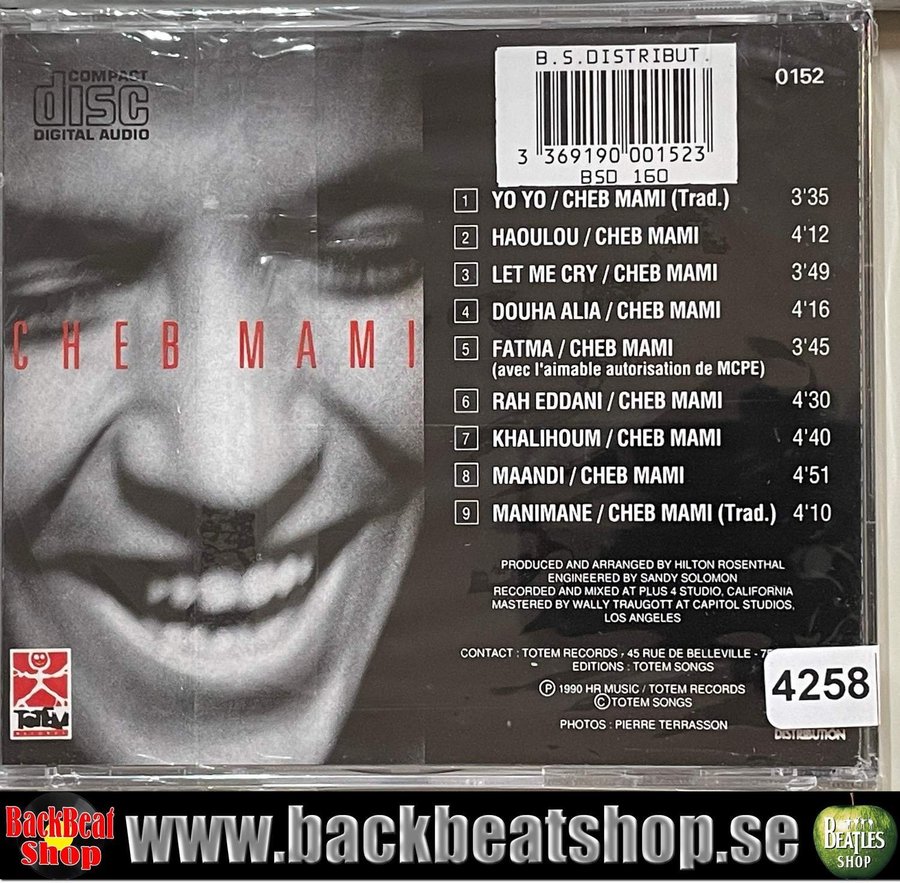 COMPACT
disc
DIGITAL AUDIO
B.S.DISTRIBUT.
3 369190 001523
BSD 160
0152
1 YO YO / CHEB MAMI (Trad.) 3'35
2 HAOULOU / CHEB MAMI 4'12
3 LET ME CRY / CHEB MAMI 3'49
4 DOUHA ALIA / CHEB MAMI 4'16
5 FATMA / CHEB MAMI 3'45
(avec l'aimable autorisation de MCPE)
6 RAH EDDANI / CHEB MAMI 4'30
7 KHALIHOUM / CHEB MAMI 4'40
8 MAANDI / CHEB MAMI 4'51
9 MANIMANE / CHEB MAMI (Trad.) 4'10
CHEB MAMI
PRODUCED AND ARRANGED BY HILTON ROSENTHAL
ENGINEERED BY SANDY SOLOMON
RECORDED AND MIXED AT PLUS 4 STUDIO, CALIFORNIA
MASTERED BY WALLY TRAUGOTT AT CAPITOL STUDIOS,
LOS ANGELES
CONTACT : TOTEM RECORDS - 45 RUE DE BELLEVILLE -
EDITIONS : TOTEM SONGS
Ⓟ 1990 HR MUSIC / TOTEM RECORDS
© TOTEM SONGS
PHOTOS : PIERRE TERRASSON
4258
DISTRIBUTION
TOTEM
RECORDS
BackBeat
Shop
www.backbeatshop.se
BEATLES
SHOP